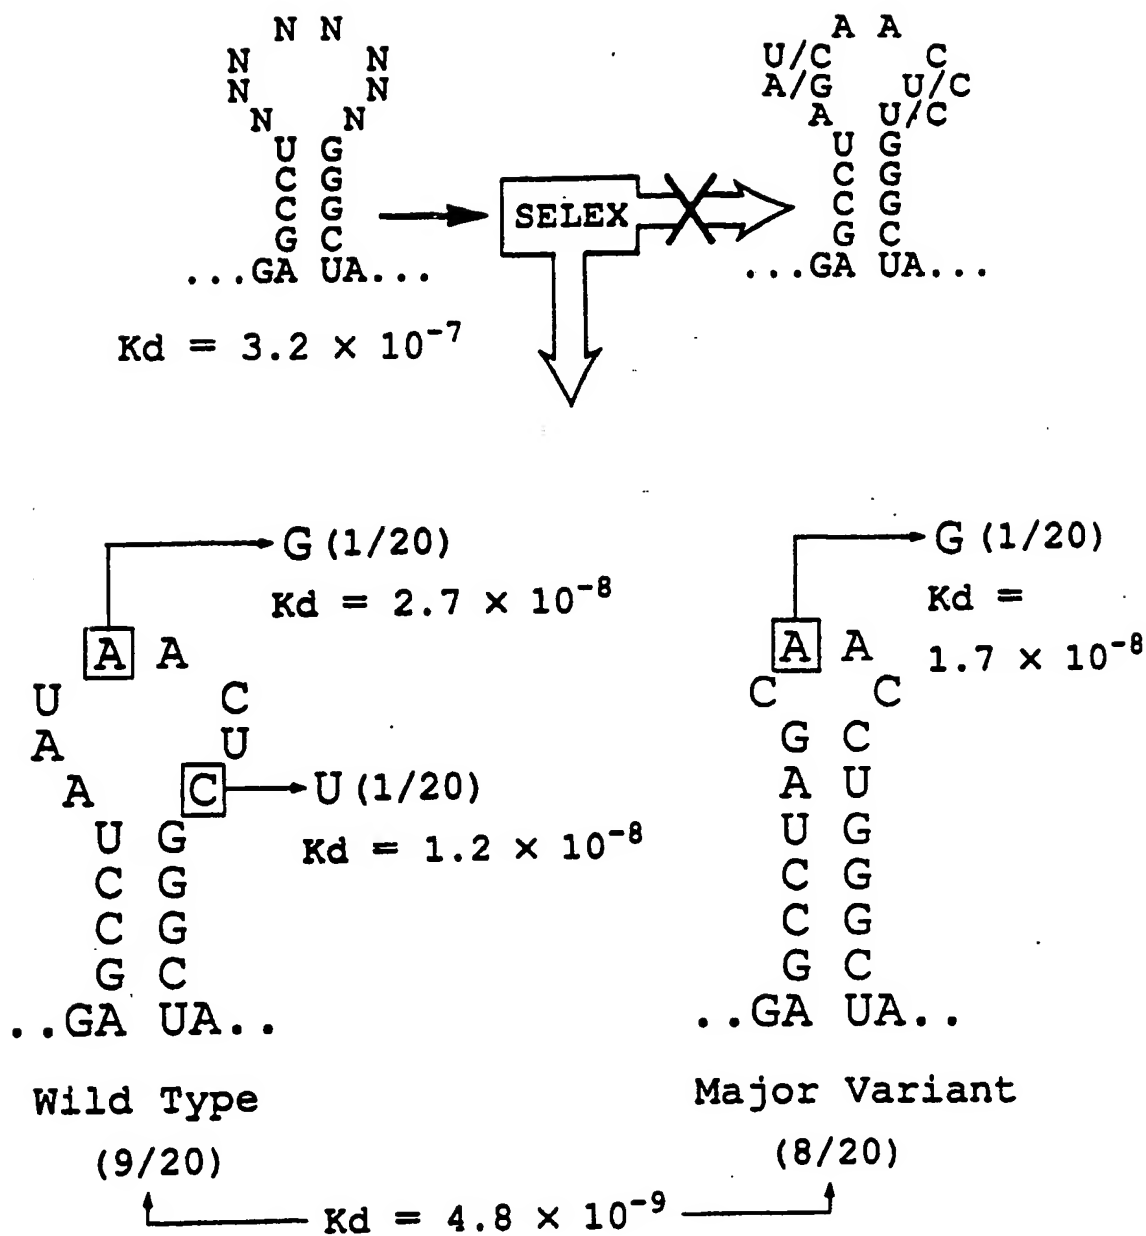 N N
N N
N N
N N
U G
C G
C G
G C
...GA UA...
Kd = 3.2 × 10⁻⁷
SELEX
A A
U/C C
A/G U/C
A U/C
U G
C G
C G
G C
...GA UA...
G (1/20)
Kd = 2.7 × 10⁻⁸
A A
U C
A U
A C
U (1/20)
Kd = 1.2 × 10⁻⁸
U G
C G
C G
G C
..GA UA..
Wild Type
(9/20)
G (1/20)
Kd =
1.7 × 10⁻⁸
A A
C C
G C
A U
U G
C G
C G
G C
..GA UA..
Major Variant
(8/20)
Kd = 4.8 × 10⁻⁹